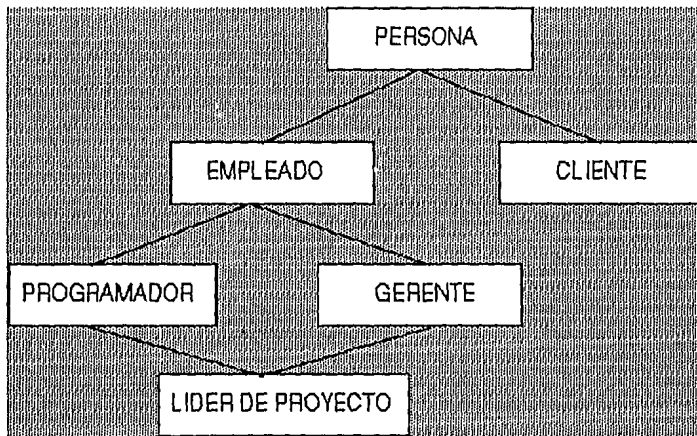 PERSONA
EMPLEADO
CLIENTE
PROGRAMADOR
GERENTE
LIDER DE PROYECTO